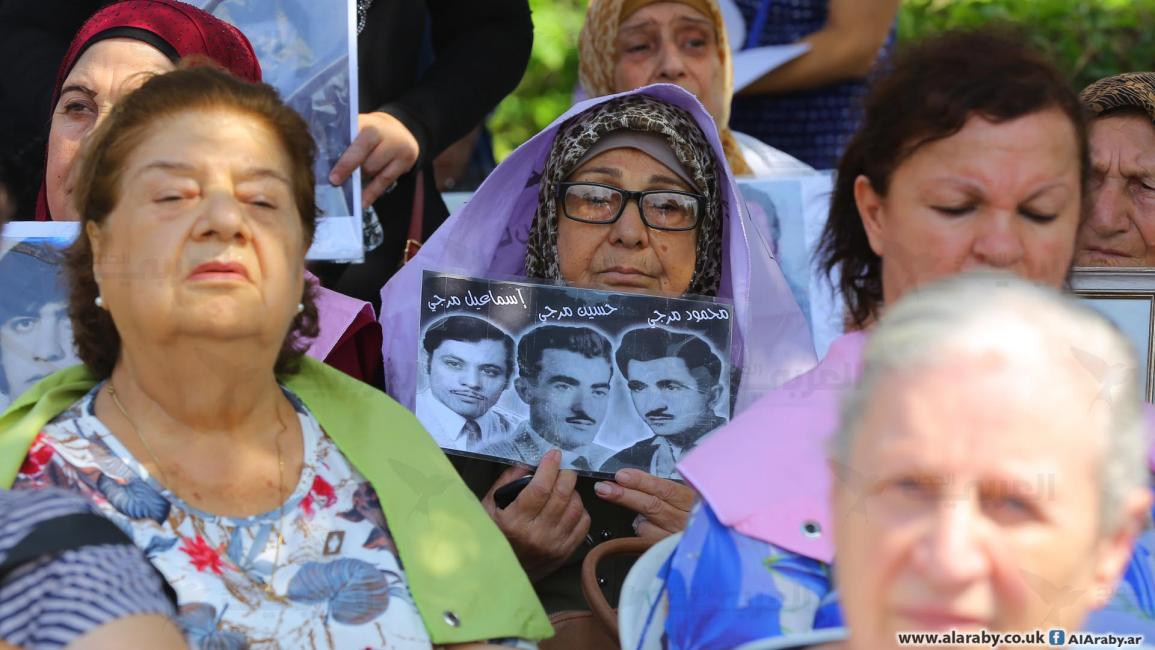 إسماعيل مرجي حسين مرجي محمود مرجي
www.alaraby.co.uk f AlAraby.ar